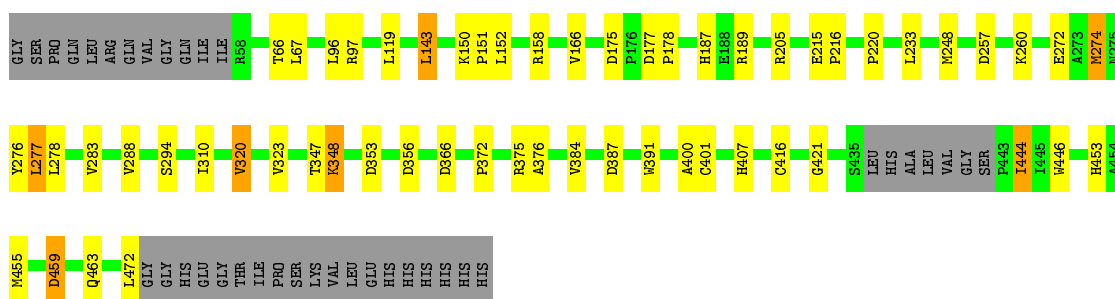 GLY SER PRO GLN LEU ARG GLN VAL GLY GLN ILE ILE R58 T66 L67 L96 R97 L119 L143 K150 P151 L152 R158 V166 D175 P176 D177 P178 H187 E188 R189 R205 E215 P216 P220 L233 M248 D257 K260 E272 A273 M274 N275
Y276 L277 L278 V283 V288 S294 I310 V320 V323 T347 K348 D353 D356 D366 P372 R375 A376 V384 D387 W391 A400 C401 H407 C416 G421 S435 LEU HIS ALA LEU VAL GLY SER P443 I444 I445 W446 H453 A454
M455 D459 Q463 L472 GLY GLY HIS GLU GLY THR ILE PRO SER LYS VAL LEU GLU HIS HIS HIS HIS HIS HIS